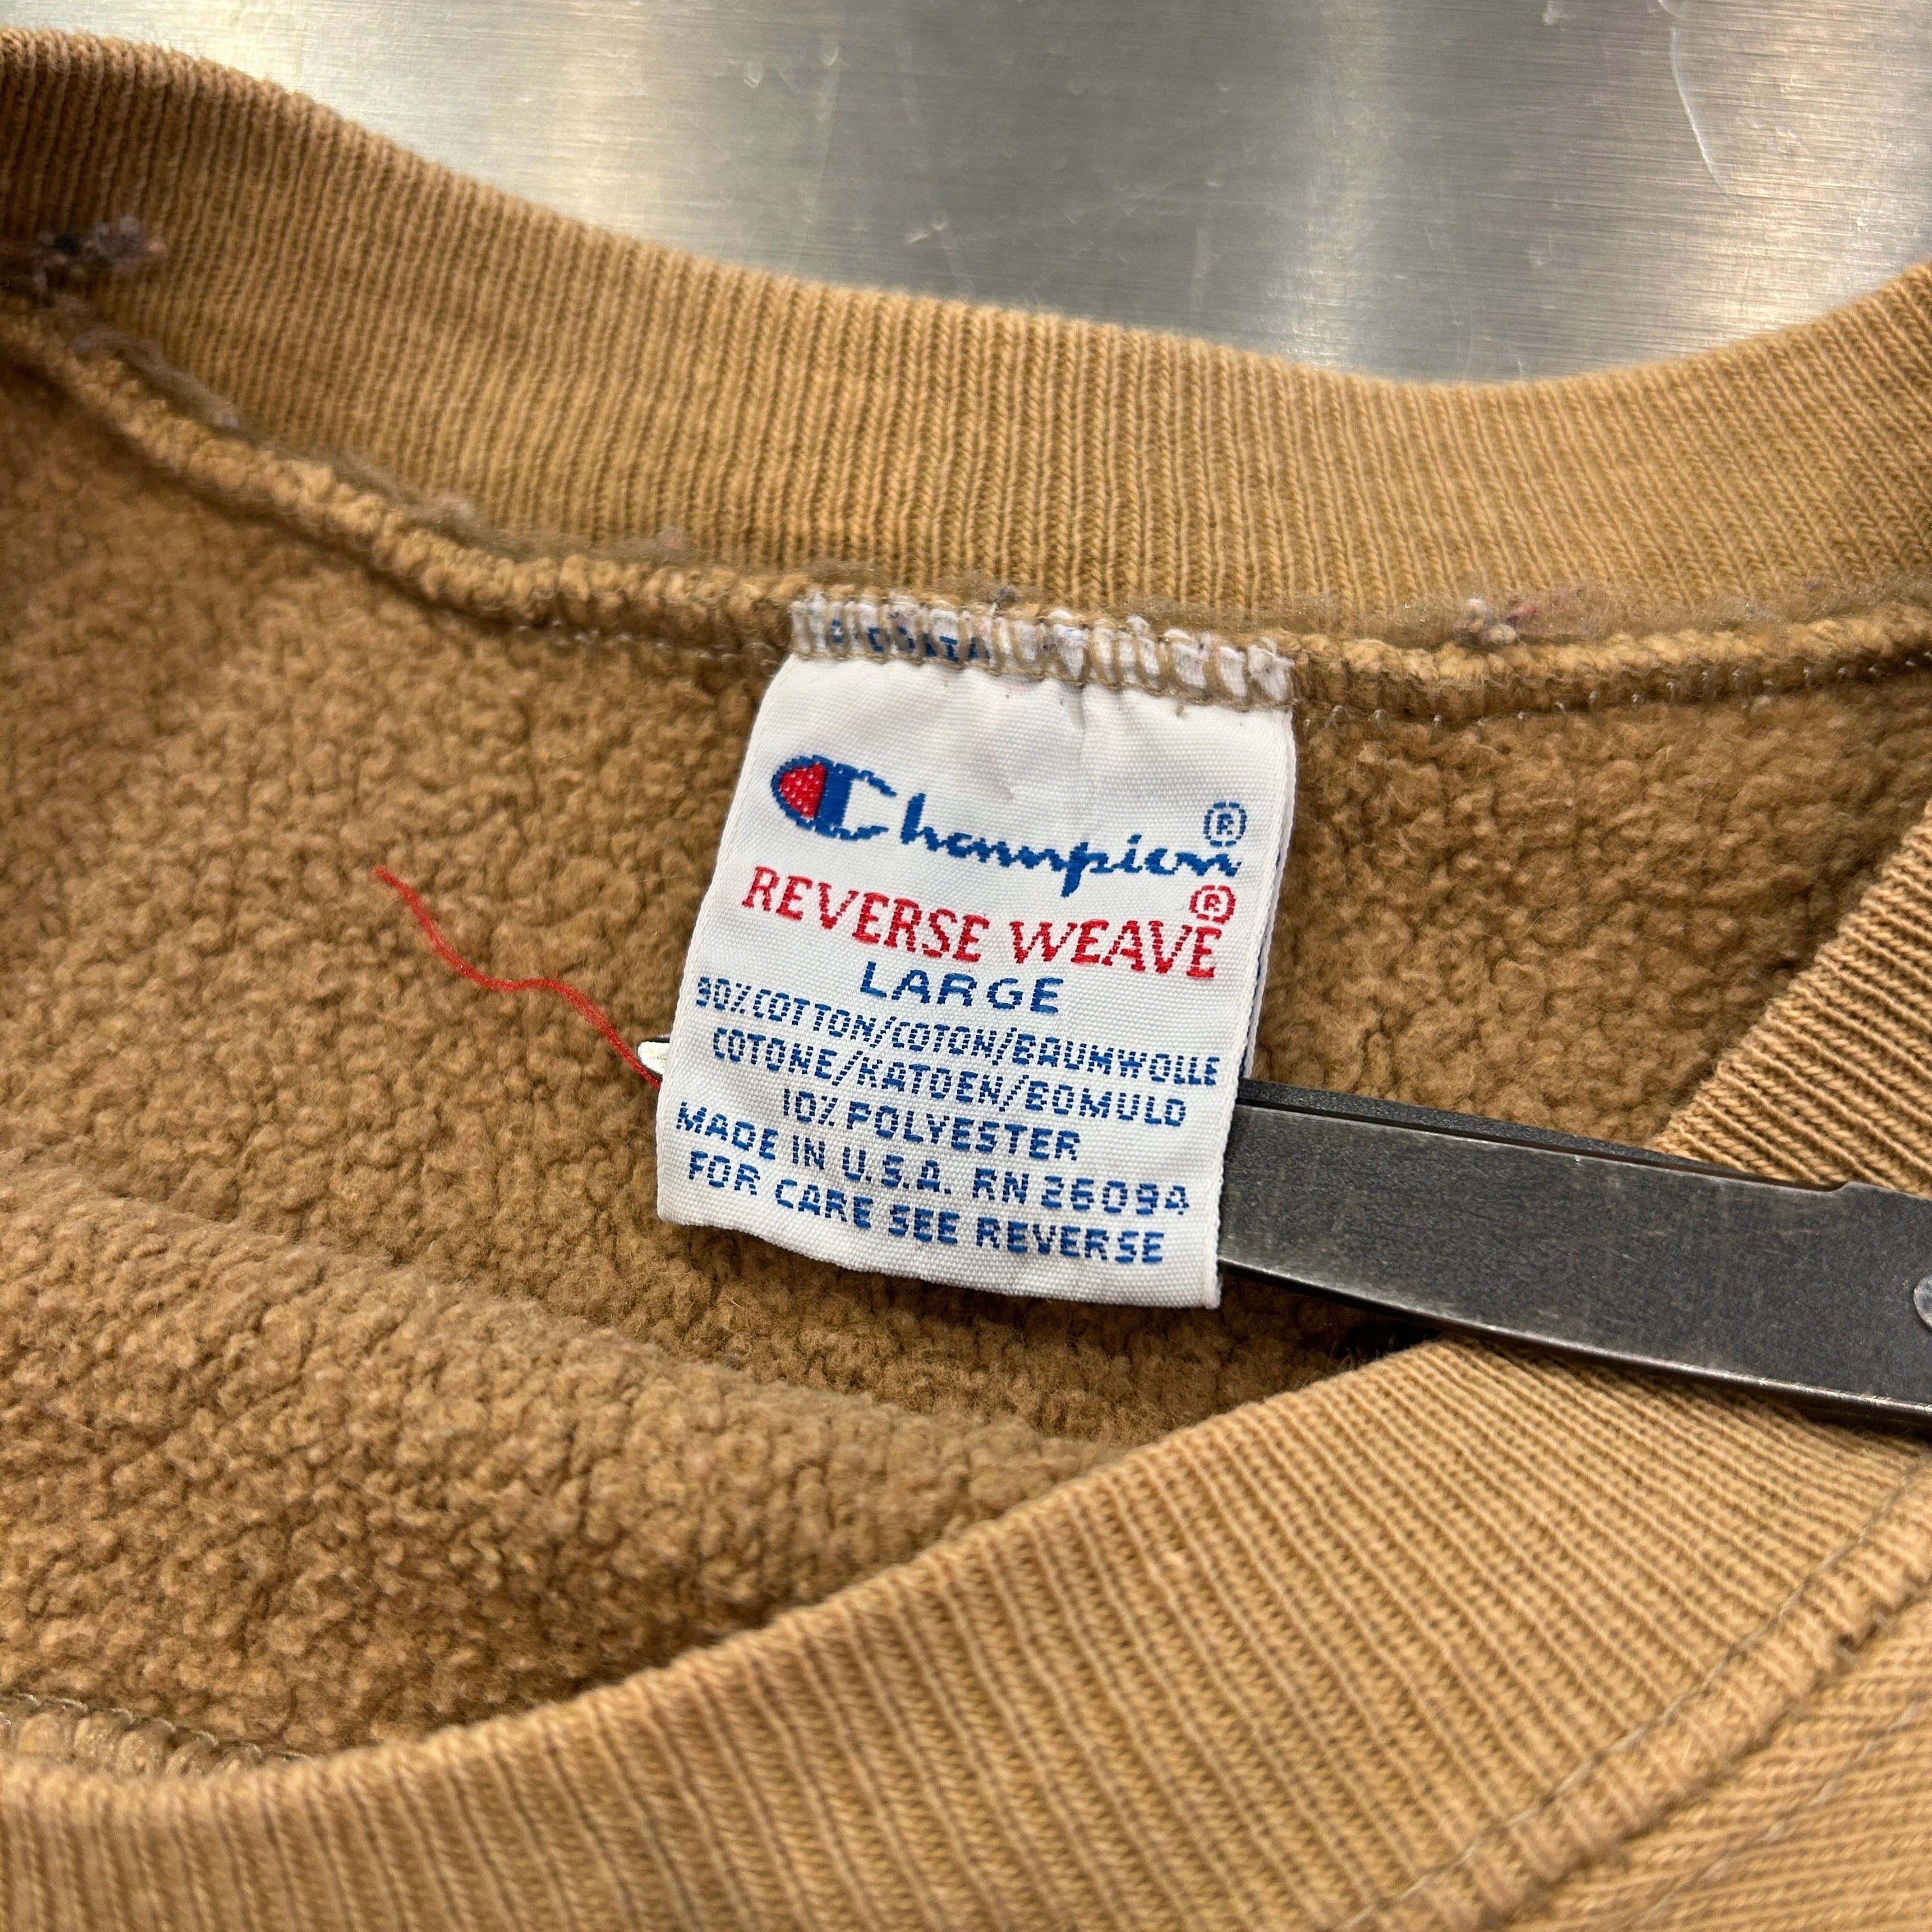 Champion®
REVERSE WEAVE®
LARGE
90% COTTON/COTON/BAUMWOLLE
COTONE/KATOEN/BOMULD
10% POLYESTER
MADE IN U.S.A. RN 26094
FOR CARE SEE REVERSE